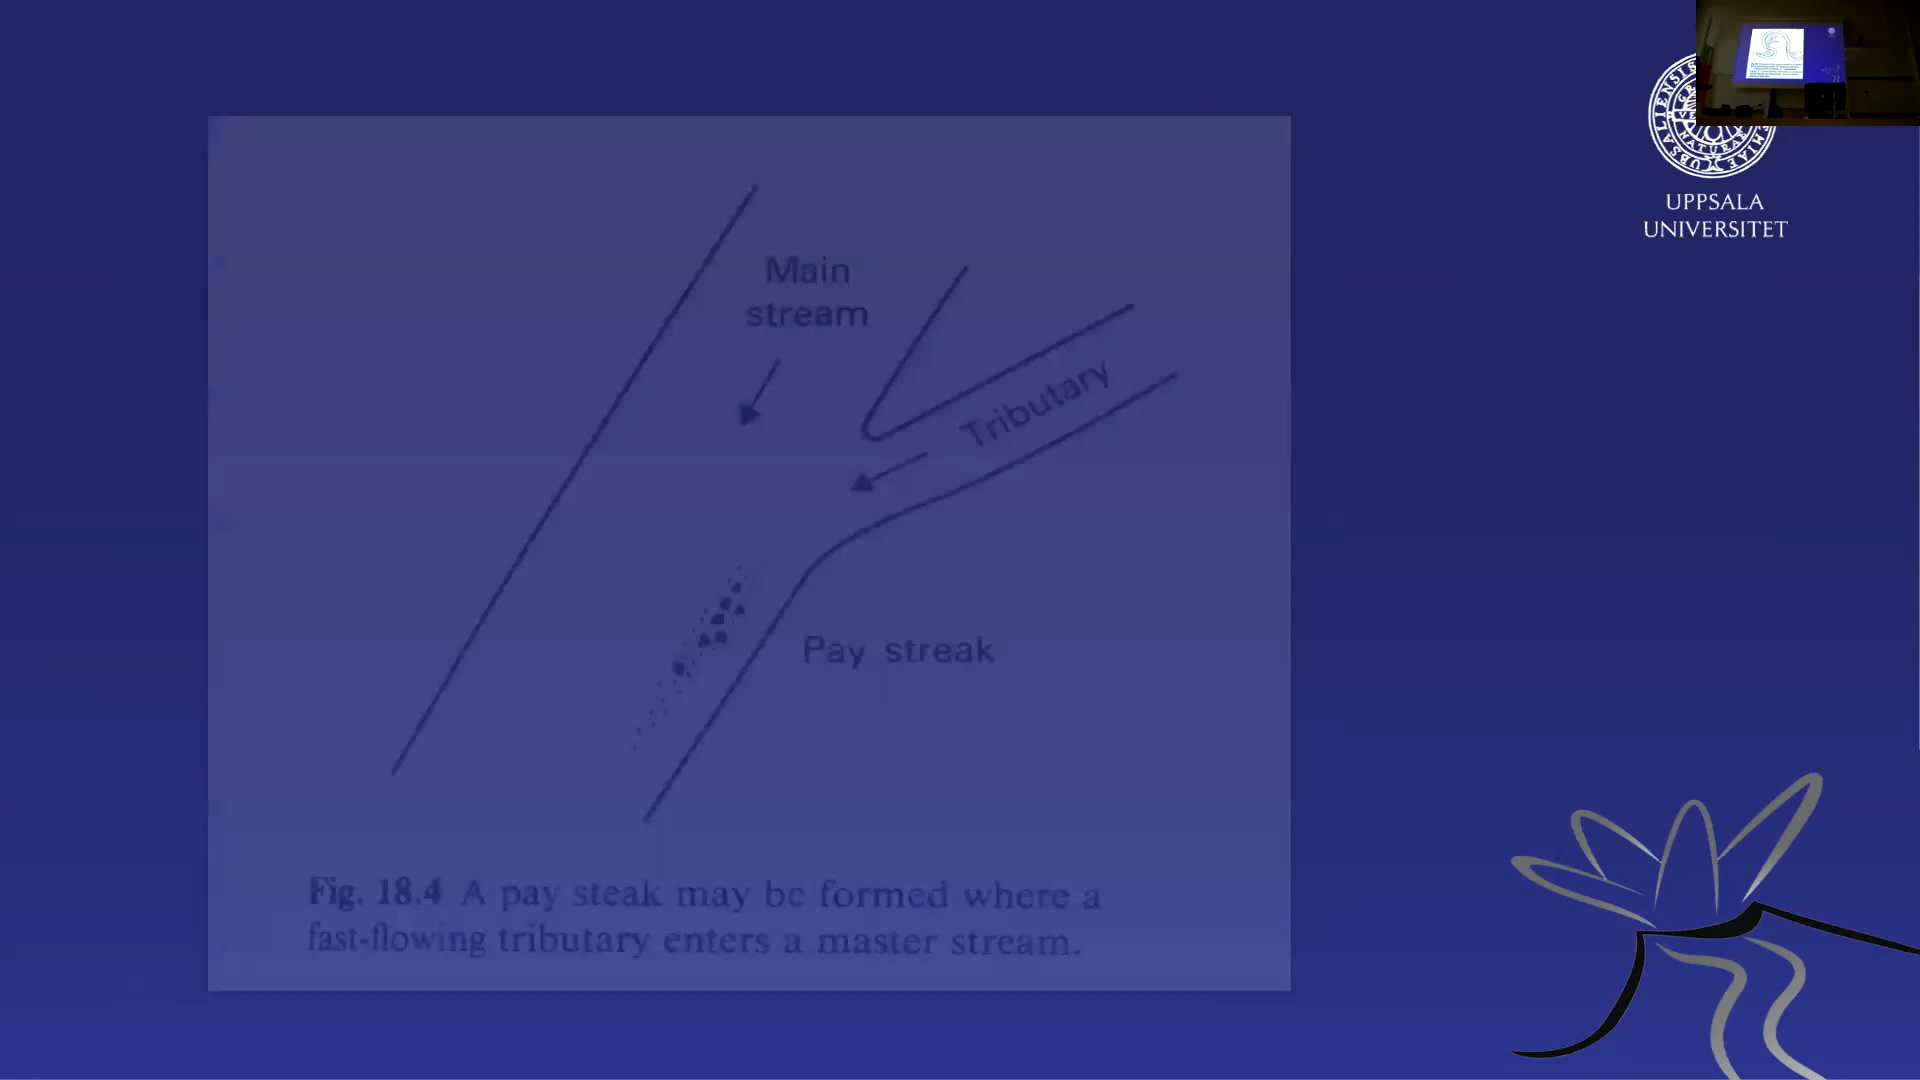 Main
stream
Tributary
Pay streak
Fig. 18.4 A pay steak may be formed where a
fast-flowing tributary enters a master stream.
UPPSALA
UNIVERSITET